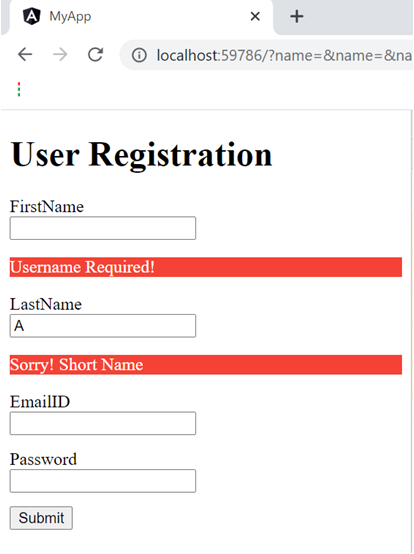 MyApp
localhost:59786/?name=&name=&na
User Registration
FirstName
Username Required!
LastName
A
Sorry! Short Name
EmailID
Password
Submit